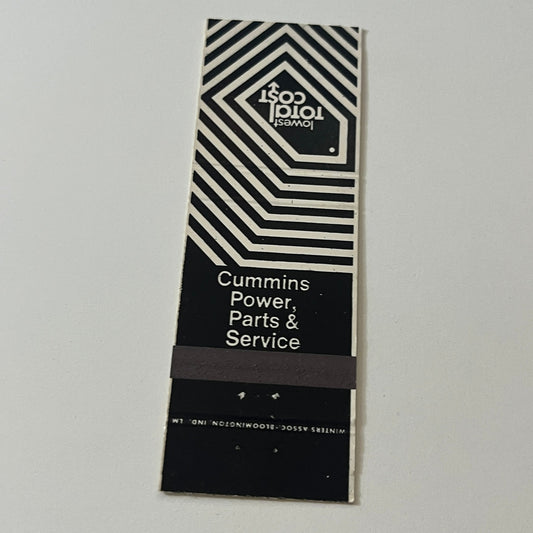 lowest
TOTAL
COST
Cummins
Power,
Parts &
Service
WINTERS ASSOC.-BLOOMINGTON, IND. LM